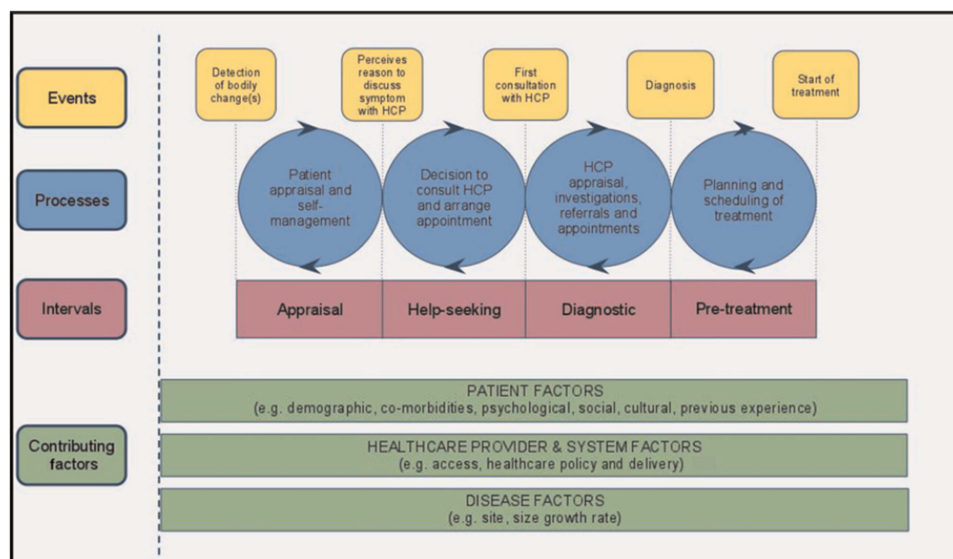 Events
Detection
of bodily
change(s)
Perceives
reason to
discuss
symptom
with HCP
First
consultation
with HCP
Diagnosis
Start of
treatment
Processes
Patient
appraisal and
self-
management
Decision to
consult HCP
and arrange
appointment
HCP
appraisal,
investigations,
referrals and
appointments
Planning and
scheduling of
treatment
Intervals
Appraisal
Help-seeking
Diagnostic
Pre-treatment
Contributing
factors
PATIENT FACTORS
(e.g. demographic, co-morbidities, psychological, social, cultural, previous experience)
HEALTHCARE PROVIDER & SYSTEM FACTORS
(e.g. access, healthcare policy and delivery)
DISEASE FACTORS
(e.g. site, size growth rate)